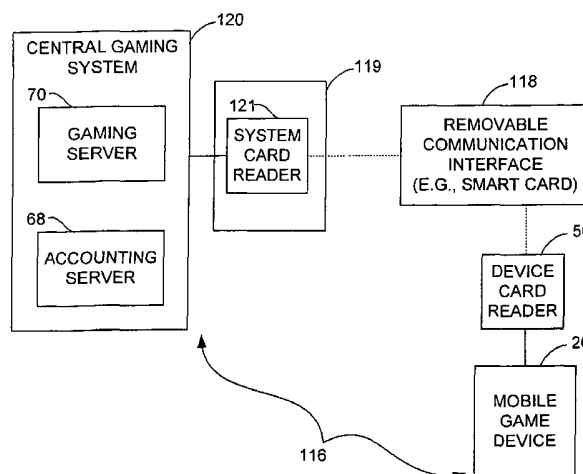 CENTRAL GAMING
SYSTEM
120
70
GAMING
SERVER
68
ACCOUNTING
SERVER
119
121
SYSTEM
CARD
READER
118
REMOVABLE
COMMUNICATION
INTERFACE
(E.G., SMART CARD)
DEVICE
CARD
READER
MOBILE
GAME
DEVICE
116